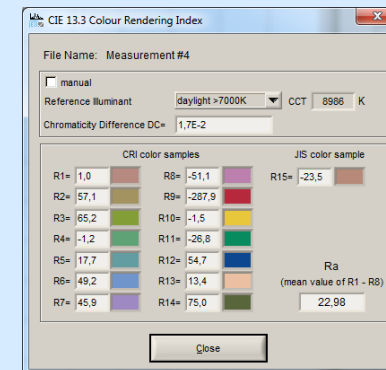 CIE 13.3 Colour Rendering Index
File Name: Measurement #4
manual
Reference Illuminant daylight >7000K CCT 8986 K
Chromaticity Difference DC= 1,7E-2
CRI color samples JIS color sample
R1= 1,0 R8= -51,1 R15= -23,5
R2= 57,1 R9= -287,9
R3= 65,2 R10= -1,5
R4= -1,2 R11= -26,8
R5= 17,7 R12= 54,7 Ra
R6= 49,2 R13= 13,4 (mean value of R1 - R8)
R7= 45,9 R14= 75,0 22,98
Close